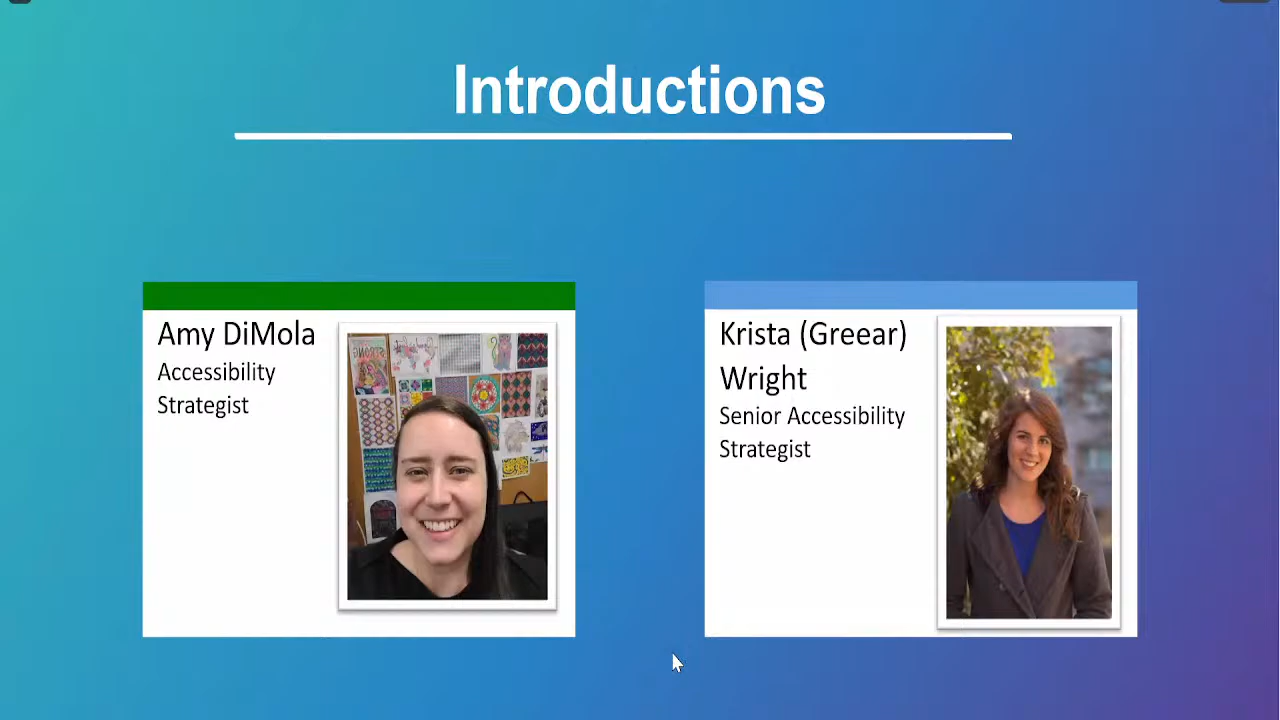 Introductions
Amy DiMola
Accessibility
Strategist
Krista (Greear)
Wright
Senior Accessibility
Strategist